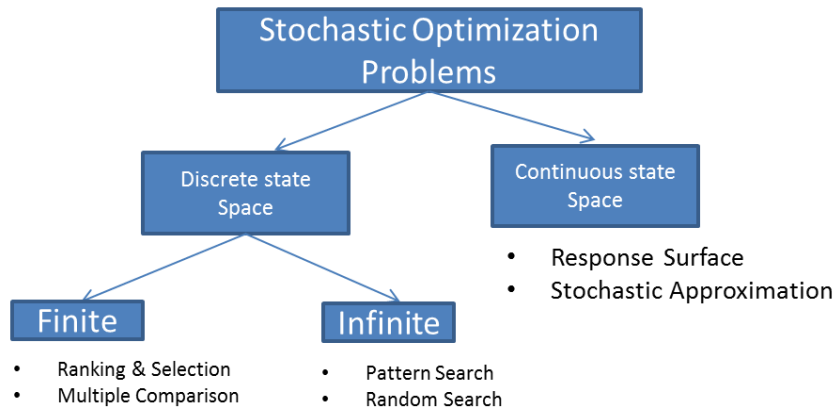 Stochastic Optimization
Problems
Discrete state
Space
Continuous state
Space
• Response Surface
• Stochastic Approximation
Finite
Infinite
• Ranking & Selection
• Multiple Comparison
• Pattern Search
• Random Search